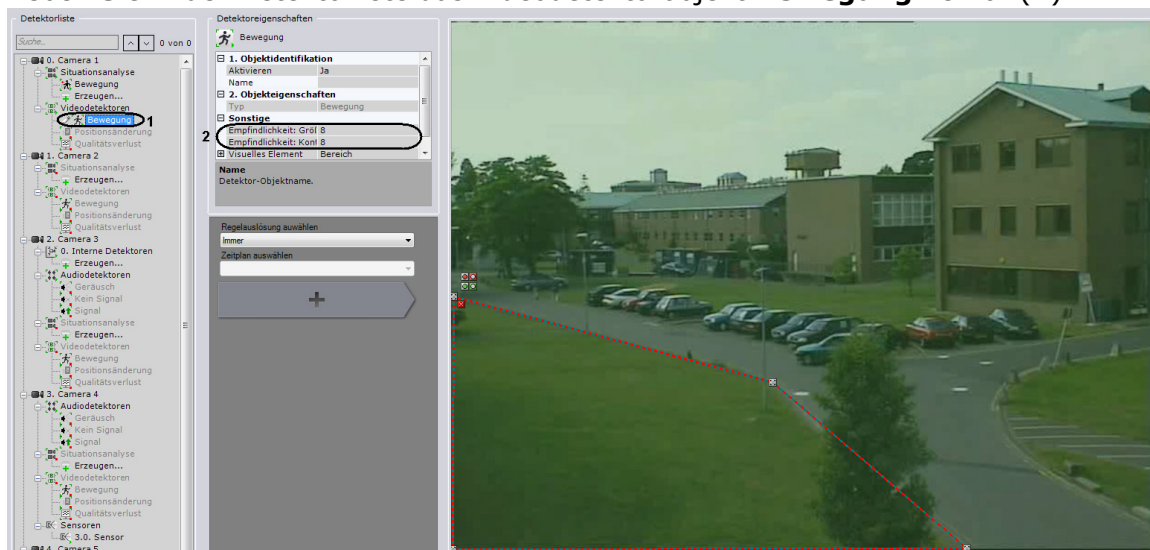 Detektorliste
Suche...
0 von 0
0. Camera 1
Situationsanalyse
Bewegung
Erzeugen...
Videodetektoren
Bewegung
1
Positionsänderung
Qualitätsverlust
1. Camera 2
Situationsanalyse
Erzeugen...
Videodetektoren
Bewegung
Positionsänderung
Qualitätsverlust
2. Camera 3
0. Interne Detektoren
Erzeugen...
Audiodetektoren
Geräusch
Kein Signal
Signal
Situationsanalyse
Erzeugen...
Videodetektoren
Bewegung
Positionsänderung
Qualitätsverlust
3. Camera 4
Audiodetektoren
Geräusch
Kein Signal
Signal
Situationsanalyse
Erzeugen...
Videodetektoren
Bewegung
Positionsänderung
Qualitätsverlust
Sensoren
3.0. Sensor
4. Camera 5
Detektoreigenschaften
Bewegung
1. Objektidentifikation
Aktivieren Ja
Name
2. Objekteigenschaften
Typ Bewegung
Sonstige
2
Empfindlichkeit: Größ 8
Empfindlichkeit: Kont 8
Visuelles Element Bereich
Name
Detektor-Objektname.
Regelauslösung auswählen
Immer
Zeitplan auswählen